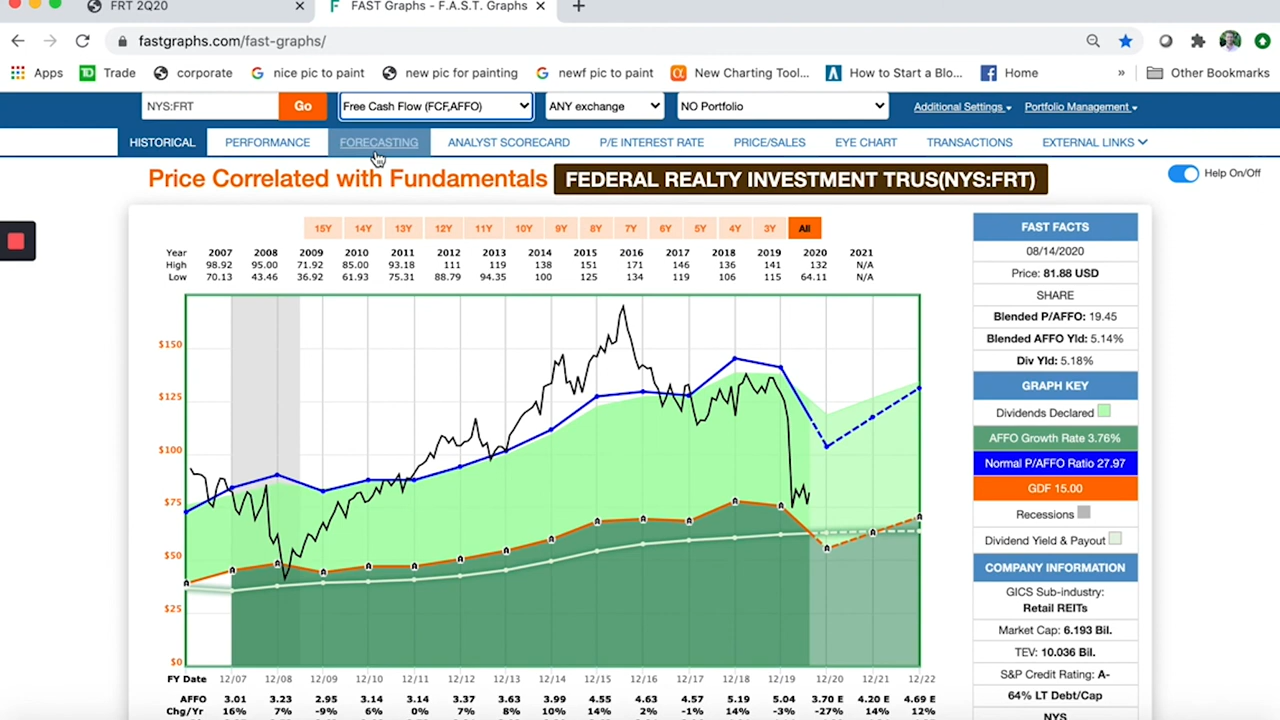 FRT 2Q20 × FAST Graphs - F.A.S.T. Graphs × +
fastgraphs.com/fast-graphs/
Apps Trade corporate nice pic to paint new pic for painting newf pic to paint New Charting Tool... How to Start a Blo... Home » Other Bookmarks
NYS:FRT Go Free Cash Flow (FCF,AFFO) ANY exchange NO Portfolio Additional Settings Portfolio Management
HISTORICAL PERFORMANCE FORECASTING ANALYST SCORECARD P/E INTEREST RATE PRICE/SALES EYE CHART TRANSACTIONS EXTERNAL LINKS
Price Correlated with Fundamentals FEDERAL REALTY INVESTMENT TRUS(NYS:FRT) Help On/Off
15Y 14Y 13Y 12Y 11Y 10Y 9Y 8Y 7Y 6Y 5Y 4Y 3Y All
Year 2007 2008 2009 2010 2011 2012 2013 2014 2015 2016 2017 2018 2019 2020 2021
High 98.92 95.00 71.92 85.00 93.18 111 119 138 151 171 146 136 141 132 N/A
Low 70.13 43.46 36.92 61.93 75.31 88.79 94.35 100 125 134 119 106 115 64.11 N/A
$150
$125
$100
$75
$50
$25
$0
FY Date 12/07 12/08 12/09 12/10 12/11 12/12 12/13 12/14 12/15 12/16 12/17 12/18 12/19 12/20 12/21 12/22
AFFO 3.01 3.23 2.95 3.14 3.14 3.37 3.63 3.99 4.55 4.63 4.57 5.19 5.04 3.70 E 4.20 E 4.69 E
Chg/Yr 16% 7% -9% 6% 0% 7% 8% 10% 14% 2% -1% 14% -3% -27% 14% 12%
FAST FACTS
08/14/2020
Price: 81.88 USD
SHARE
Blended P/AFFO: 19.45
Blended AFFO Yld: 5.14%
Div Yld: 5.18%
GRAPH KEY
Dividends Declared
AFFO Growth Rate 3.76%
Normal P/AFFO Ratio 27.97
GDF 15.00
Recessions
Dividend Yield & Payout
COMPANY INFORMATION
GICS Sub-industry:
Retail REITs
Market Cap: 6.193 Bil.
TEV: 10.036 Bil.
S&P Credit Rating: A-
64% LT Debt/Cap
NYS